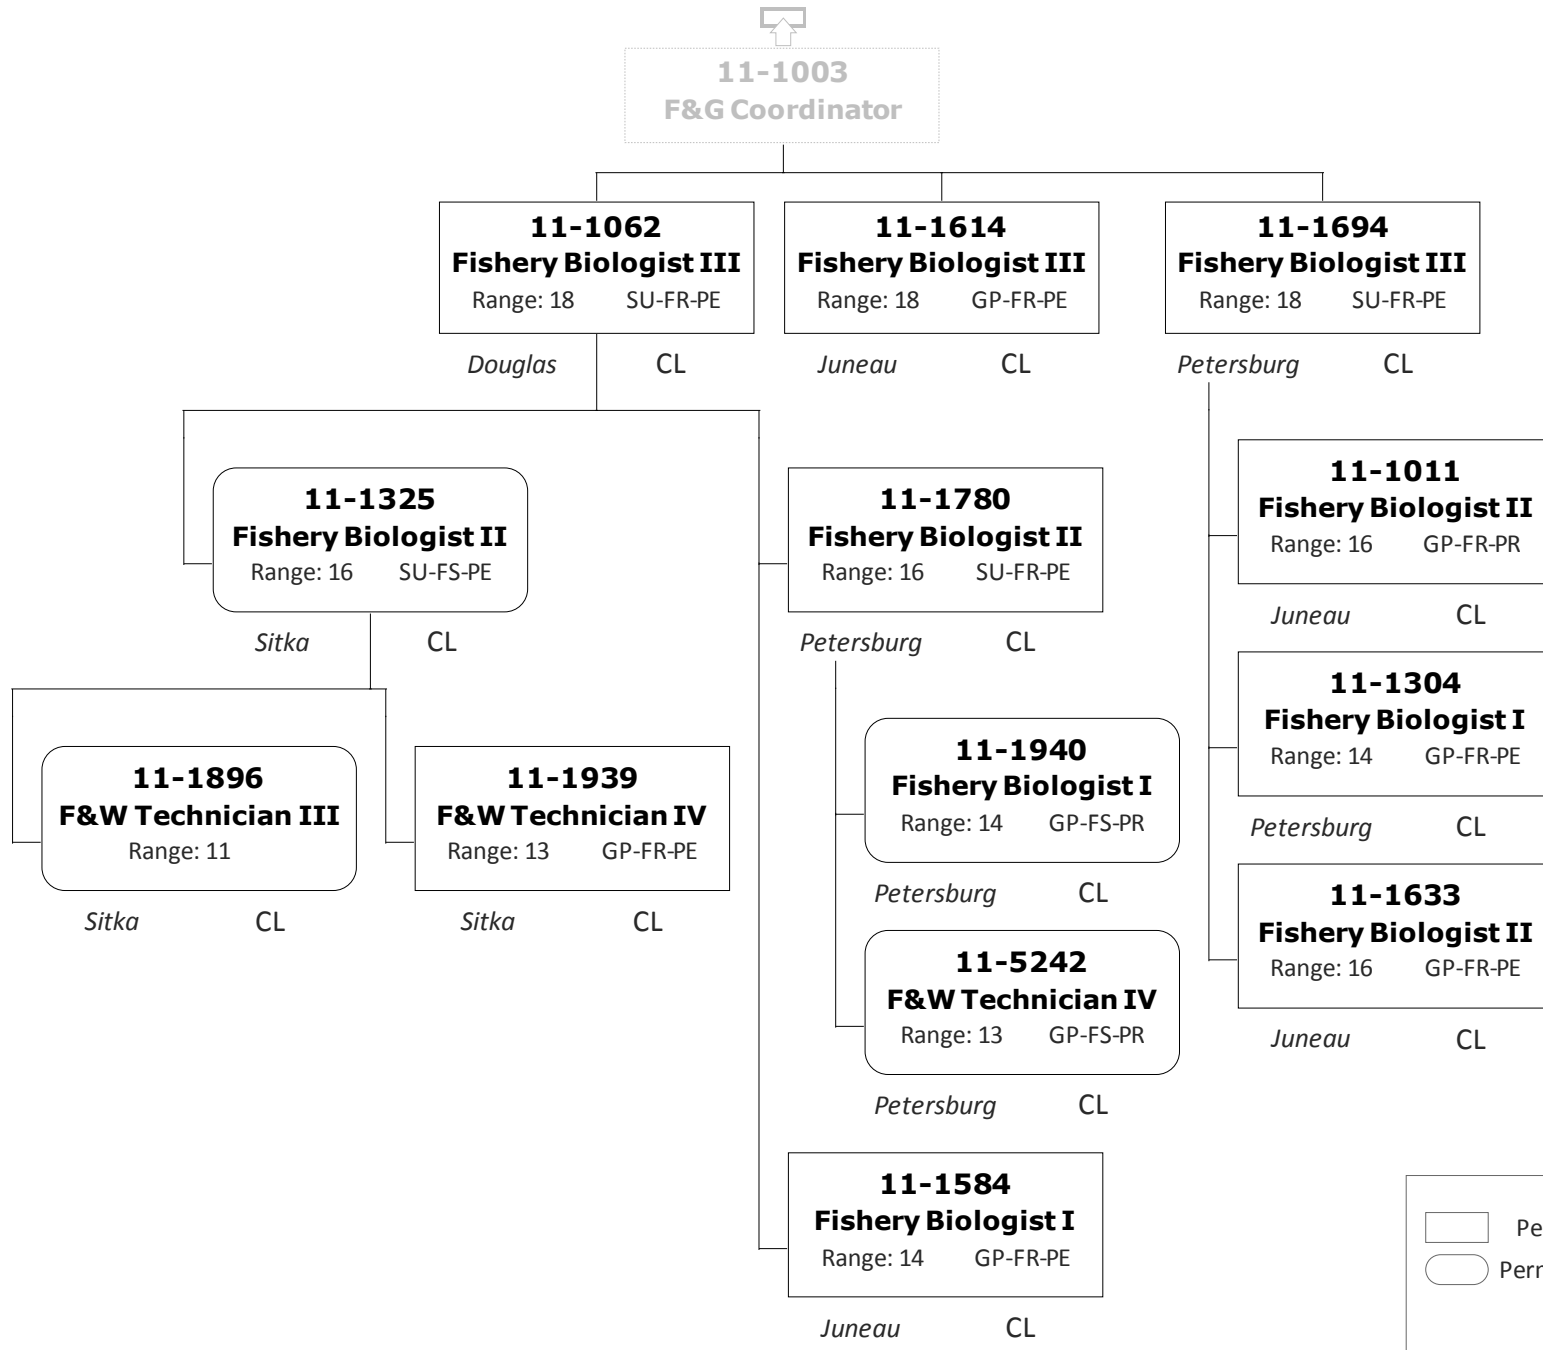 11-1003
F&G Coordinator
11-1062
Fishery Biologist III
Range: 18 SU-FR-PE
Douglas CL
11-1614
Fishery Biologist III
Range: 18 GP-FR-PE
Juneau CL
11-1694
Fishery Biologist III
Range: 18 SU-FR-PE
Petersburg CL
11-1325
Fishery Biologist II
Range: 16 SU-FS-PE
Sitka CL
11-1896
F&W Technician III
Range: 11
Sitka CL
11-1939
F&W Technician IV
Range: 13 GP-FR-PE
Sitka CL
11-1780
Fishery Biologist II
Range: 16 SU-FR-PE
Petersburg CL
11-1940
Fishery Biologist I
Range: 14 GP-FS-PR
Petersburg CL
11-5242
F&W Technician IV
Range: 13 GP-FS-PR
Petersburg CL
11-1584
Fishery Biologist I
Range: 14 GP-FR-PE
Juneau CL
11-1011
Fishery Biologist II
Range: 16 GP-FR-PR
Juneau CL
11-1304
Fishery Biologist I
Range: 14 GP-FR-PE
Petersburg CL
11-1633
Fishery Biologist II
Range: 16 GP-FR-PE
Juneau CL